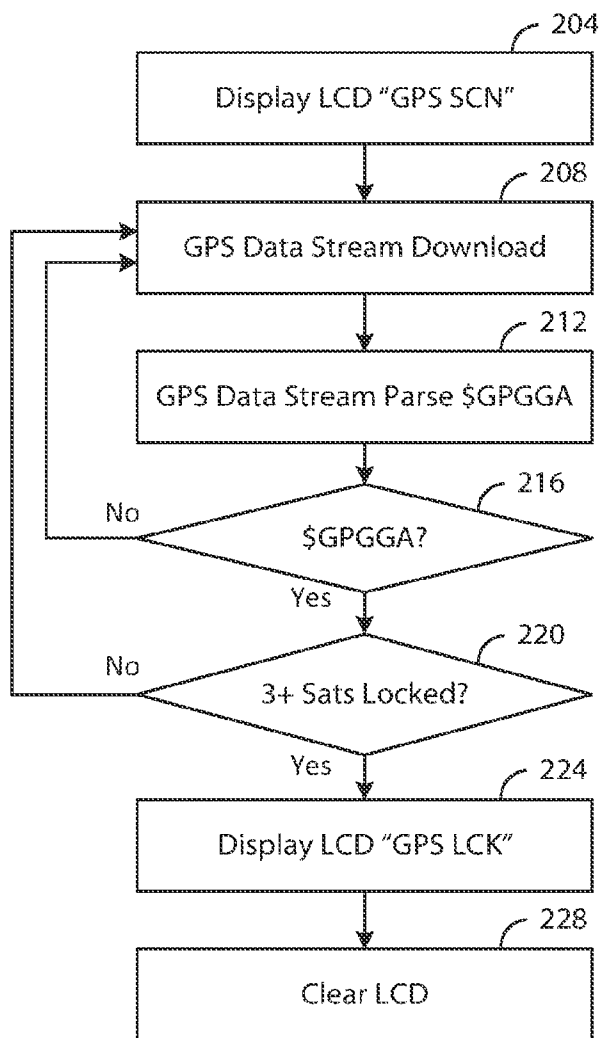 204
Display LCD “GPS SCN”
208
GPS Data Stream Download
212
GPS Data Stream Parse $GPGGA
216
No
$GPGGA?
Yes
220
No
3+ Sats Locked?
Yes
224
Display LCD “GPS LCK”
228
Clear LCD